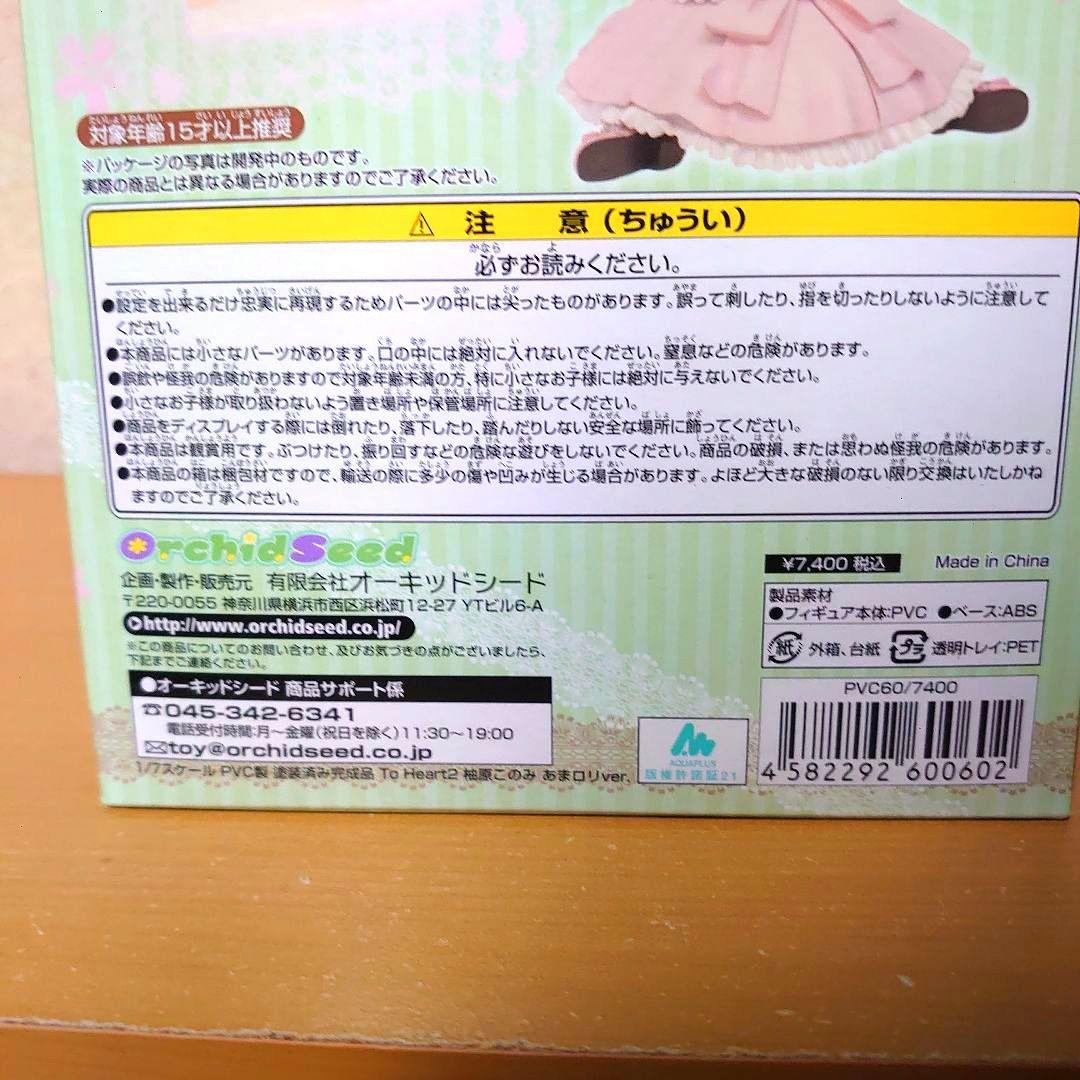 対象年齢15才以上推奨
※パッケージの写真は開発中のものです。
実際の商品とは異なる場合がありますのでご了承ください。
⚠ 注 意(ちゅうい)
必ずお読みください。
●設定を出来るだけ忠実に再現するためパーツの中には尖ったものがあります。誤って刺したり、指を切ったりしないように注意して
ください。
●本商品には小さなパーツがあります。口の中には絶対に入れないでください。窒息などの危険があります。
●誤飲や怪我の危険がありますので対象年齢未満の方、特に小さなお子様には絶対に与えないでください。
●小さなお子様が取り扱わないよう置き場所や保管場所に注意してください。
●商品をディスプレイする際には倒れたり、落下したり、踏んだりしない安全な場所に飾ってください。
●本商品は観賞用です。ぶつけたり、振り回すなどの危険な遊びをしないでください。商品の破損、または思わぬ怪我の危険があります。
●本商品の箱は梱包材ですので、輸送の際に多少の傷や凹みが生じる場合があります。よほど大きな破損のない限り交換はいたしかね
ますのでご了承ください。
OrchidSeed
企画・製作・販売元 有限会社オーキッドシード
〒220-0055 神奈川県横浜市西区浜松町12-27 YTビル6-A
http://www.orchidseed.co.jp/
※この商品についてのお問い合わせ、及びお気づきの点がございましたら、
下記までご連絡ください。
●オーキッドシード 商品サポート係
☎045-342-6341
電話受付時間:月〜金曜(祝日を除く)11:30〜19:00
✉toy@orchidseed.co.jp
1/7スケール PVC製 塗装済み完成品 To Heart2 柚原このみ あまロリver.
AQUAPLUS
版権許諾証21
¥7,400 税込 Made in China
製品素材
●フィギュア本体:PVC ●ベース:ABS
紙 外箱、台紙 プラ 透明トレイ:PET
PVC60/7400
4 582292 600602